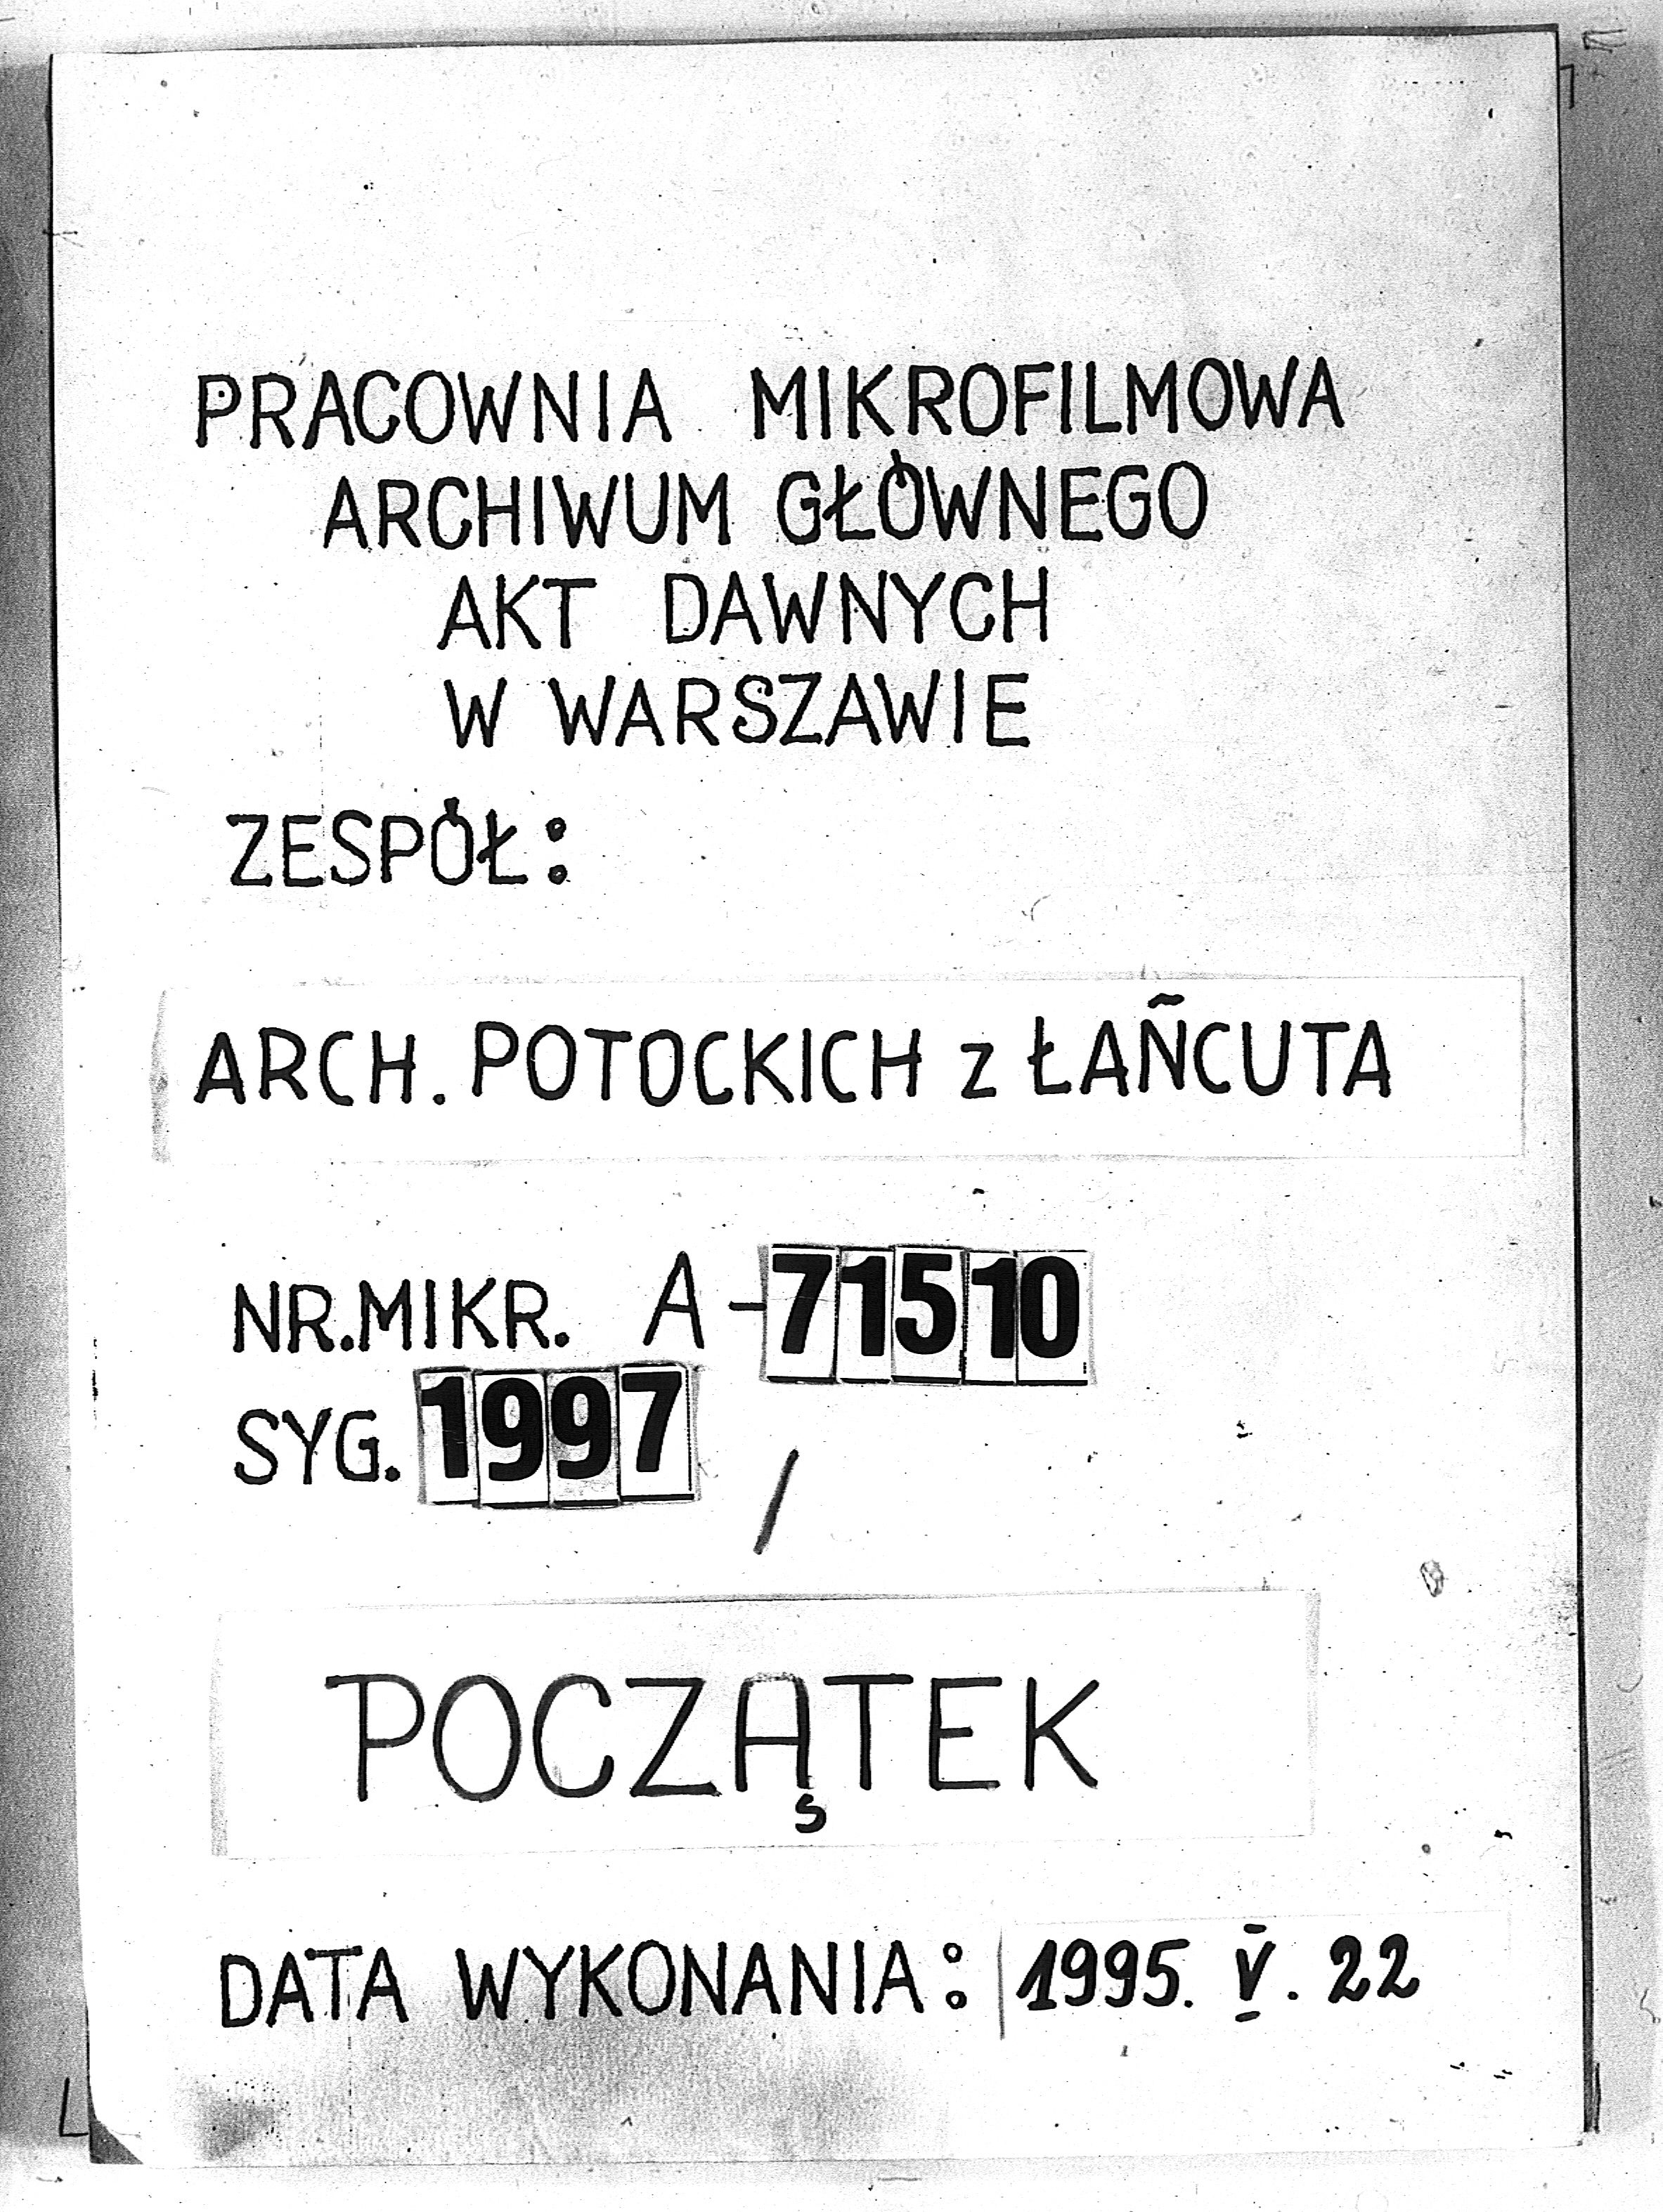 PRACOWNIA MIKROFILMOWA
ARCHIWUM GŁÓWNEGO
AKT DAWNYCH
W WARSZAWIE
ZESPÓŁ:
ARCH. POTOCKICH z ŁAŃCUTA
NR.MIKR. A-71510
SYG. 1997 /
POCZĄTEK
DATA WYKONANIA: 1995. V. 22